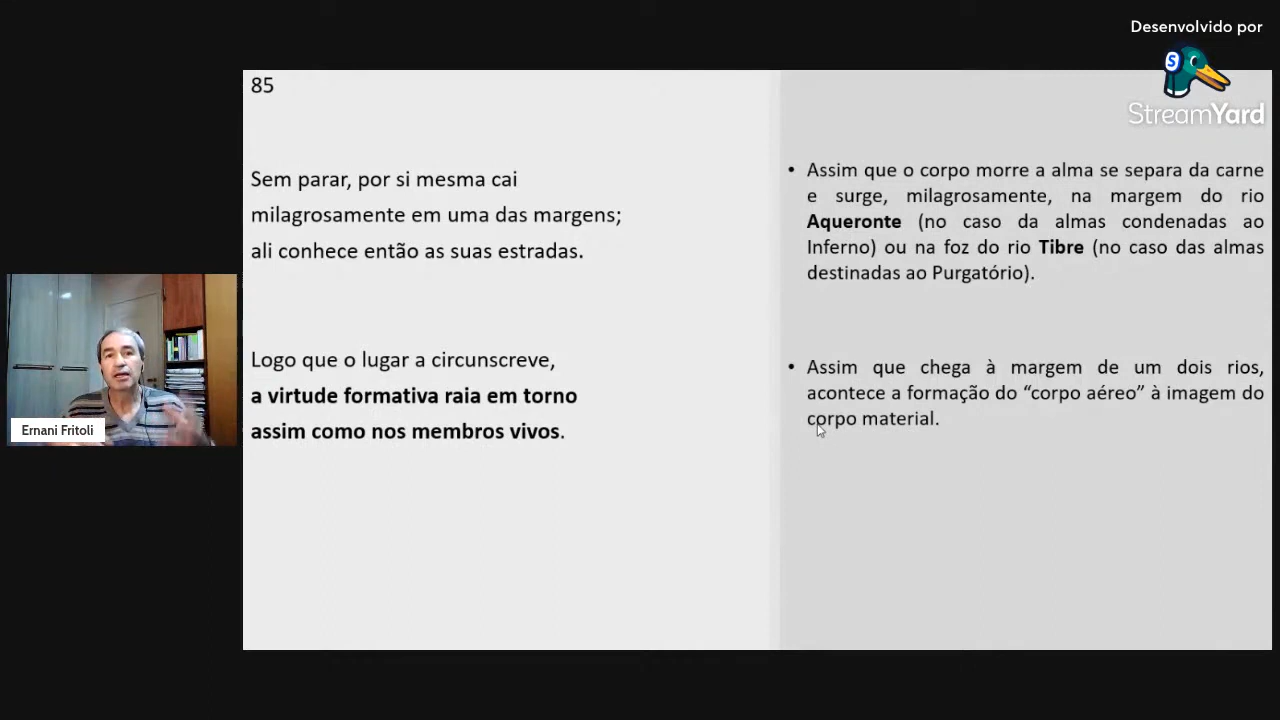 Desenvolvido por
StreamYard
85
Sem parar, por si mesma cai
milagrosamente em uma das margens;
ali conhece então as suas estradas.
Logo que o lugar a circunscreve,
a virtude formativa raia em torno
assim como nos membros vivos.
• Assim que o corpo morre a alma se separa da carne
e surge, milagrosamente, na margem do rio
Aqueronte (no caso da almas condenadas ao
Inferno) ou na foz do rio Tibre (no caso das almas
destinadas ao Purgatório).
• Assim que chega à margem de um dois rios,
acontece a formação do “corpo aéreo” à imagem do
corpo material.
Ernani Fritoli